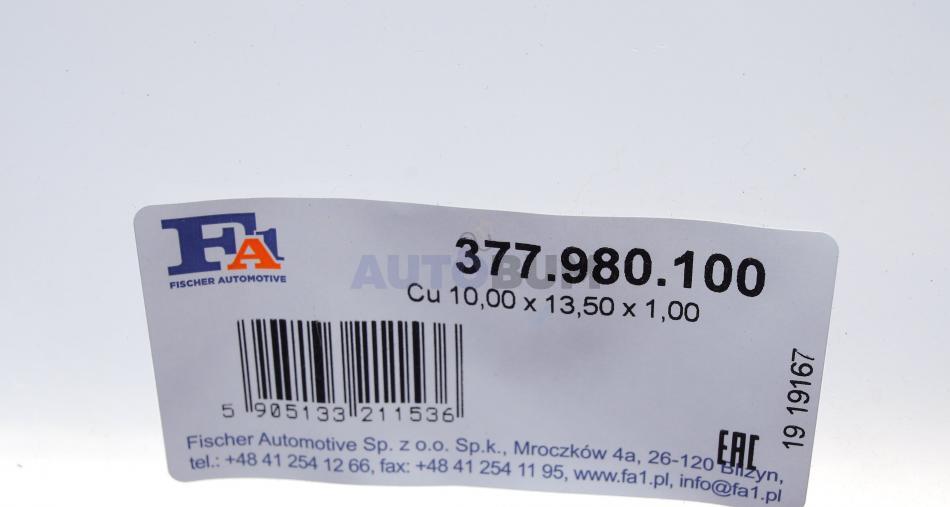 FA1
FISCHER AUTOMOTIVE
377.980.100
AUTOBUM
Cu 10,00 x 13,50 x 1,00
5 905133 211536
19 19167
EAC
Fischer Automotive Sp. z o.o. Sp.k., Mroczków 4a, 26-120 Bliżyn,
tel.: +48 41 254 12 66, fax: +48 41 254 11 95, www.fa1.pl, info@fa1.pl